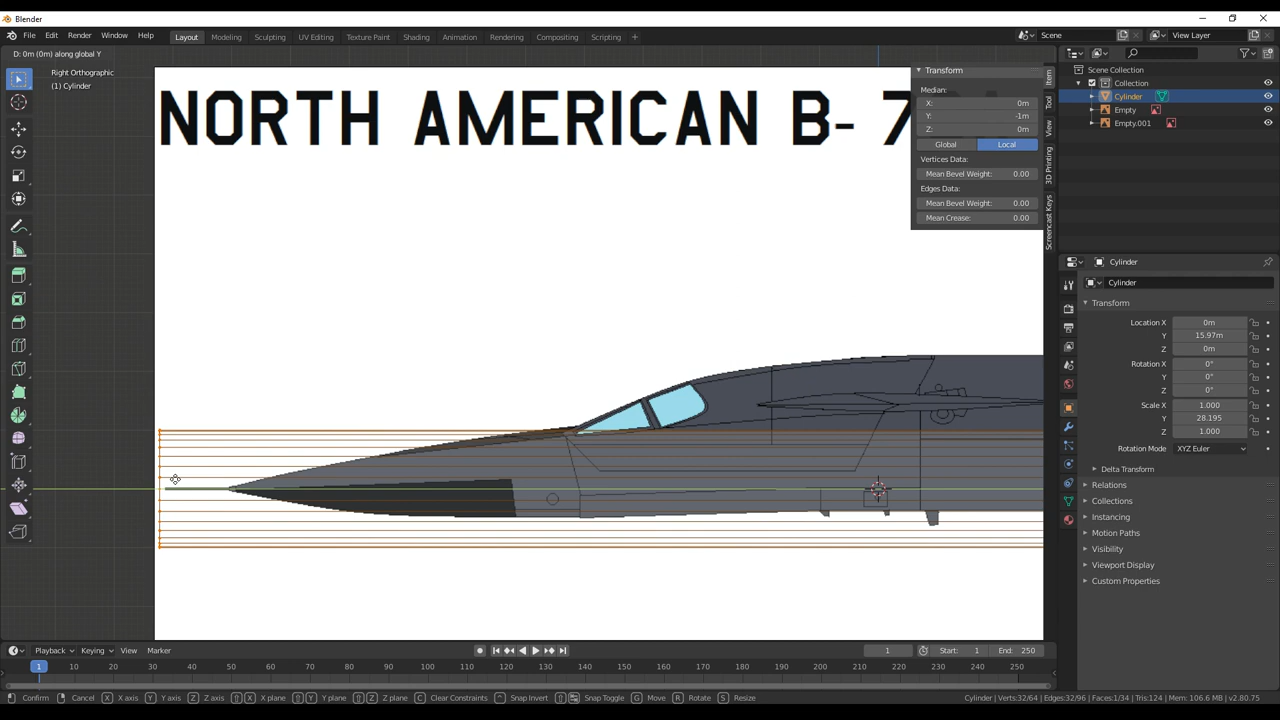 Blender
File Edit Render Window Help Layout Modeling Sculpting UV Editing Texture Paint Shading Animation Rendering Compositing Scripting + Scene View Layer
D: 0m (0m) along global Y
Right Orthographic
(1) Cylinder
NORTH AMERICAN B- 7
Transform
Median:
X: 0m
Y: -1m
Z: 0m
Global Local
Vertices Data:
Mean Bevel Weight: 0.00
Edges Data:
Mean Bevel Weight: 0.00
Mean Crease: 0.00
Item
Tool
View
3D Printing
Screencast Keys
Scene Collection
Collection
Cylinder
Empty
Empty.001
Cylinder
Cylinder
Transform
Location X 0m
Y 15.97m
Z 0m
Rotation X 0°
Y 0°
Z 0°
Scale X 1.000
Y 28.195
Z 1.000
Rotation Mode XYZ Euler
Delta Transform
Relations
Collections
Instancing
Motion Paths
Visibility
Viewport Display
Custom Properties
Playback Keying View Marker 1 Start: 1 End: 250
1 10 20 30 40 50 60 70 80 90 100 110 120 130 140 150 160 170 180 190 200 210 220 230 240 250
Confirm Cancel X X axis Y Y axis Z Z axis X X plane Y Y plane Z Z plane C Clear Constraints Snap Invert Snap Toggle G Move R Rotate S Resize Cylinder | Verts:32/64 | Edges:32/96 | Faces:1/34 | Tris:124 | Mem: 106.6 MB | v2.80.75